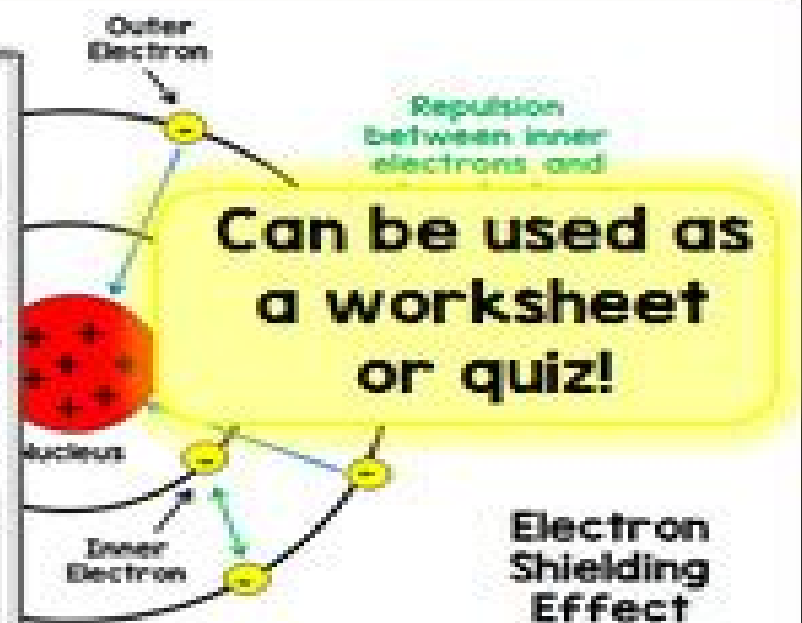 Outer
Electron
Repulsion
between inner
electrons and
Can be used as
a worksheet
or quiz!
Nucleus
Inner
Electron
Electron
Shielding
Effect